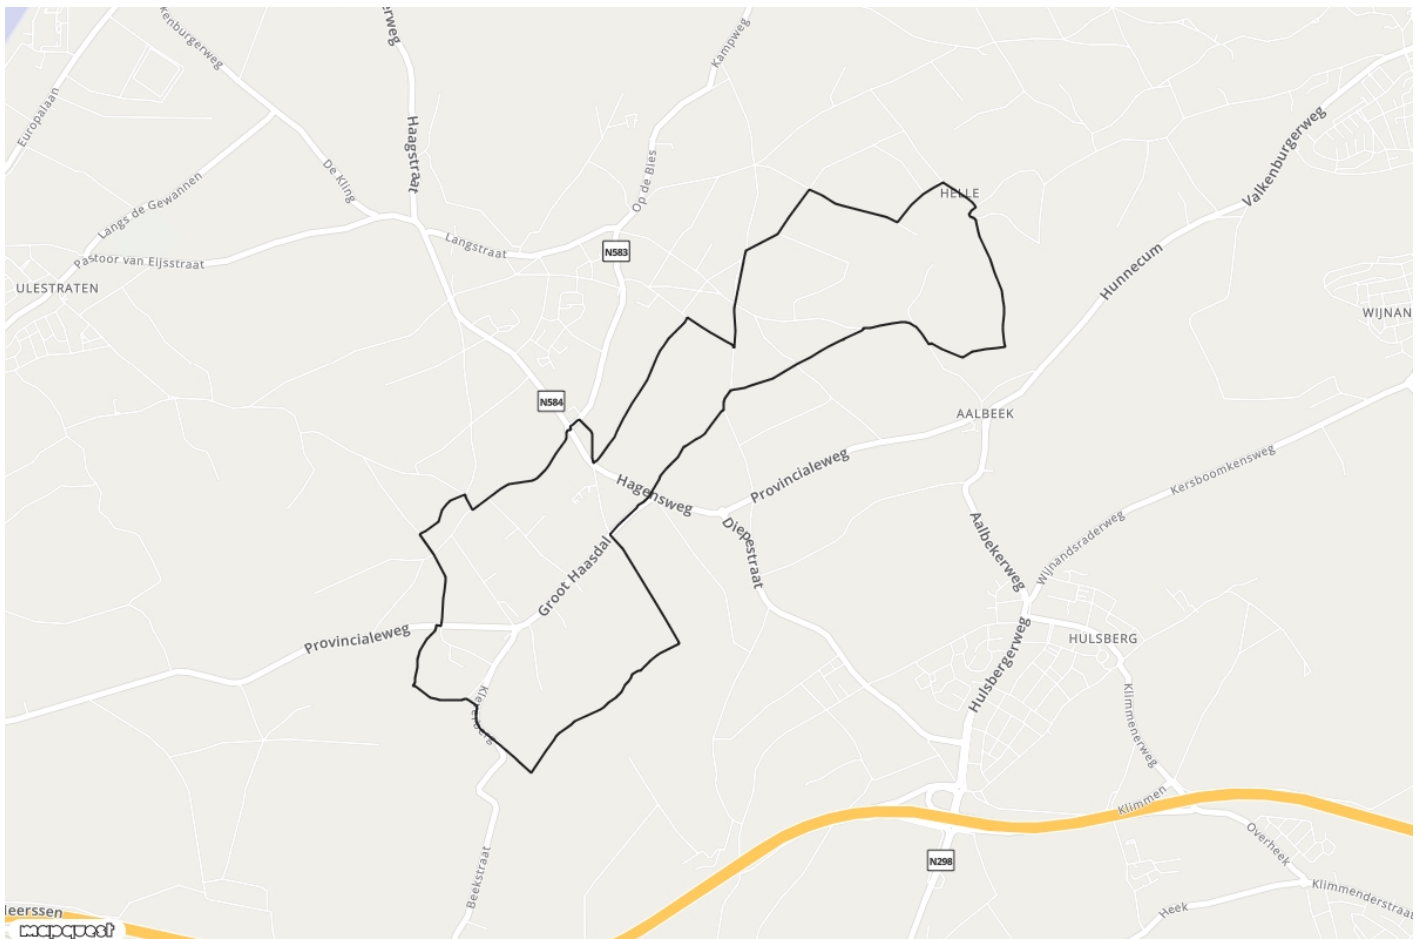 kenburgerweg
erweg
Kampweg
Europalaan
Haagstraat
Valkenburgerweg
De Kling
Op de Bies
Langs de Gewannen
HELLE
Langstraat
N583
Pastoor van Eijsstraat
Hunnecum
ULESTRATEN
WIJNAN
N584
AALBEEK
Provincialeweg
Kersboomkensweg
Hagensweg
Diepestraat
Aalbekerweg
Wijnandsraderweg
Groot Haasdal
Provincialeweg
HULSBERG
Hulsbergerweg
Klimmenerweg
Klimmen
Overheek
N298
Beekstraat
Klimmenderstraat
Heek
eerssen
mapquest